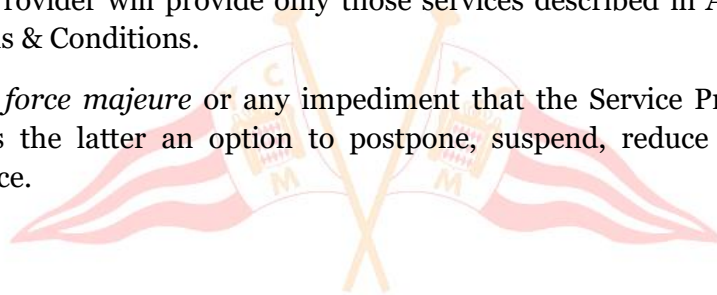 rovider will provide only those services described in A
s & Conditions.
force majeure or any impediment that the Service Pr
s the latter an option to postpone, suspend, reduce
ce.
C
Y
M
M